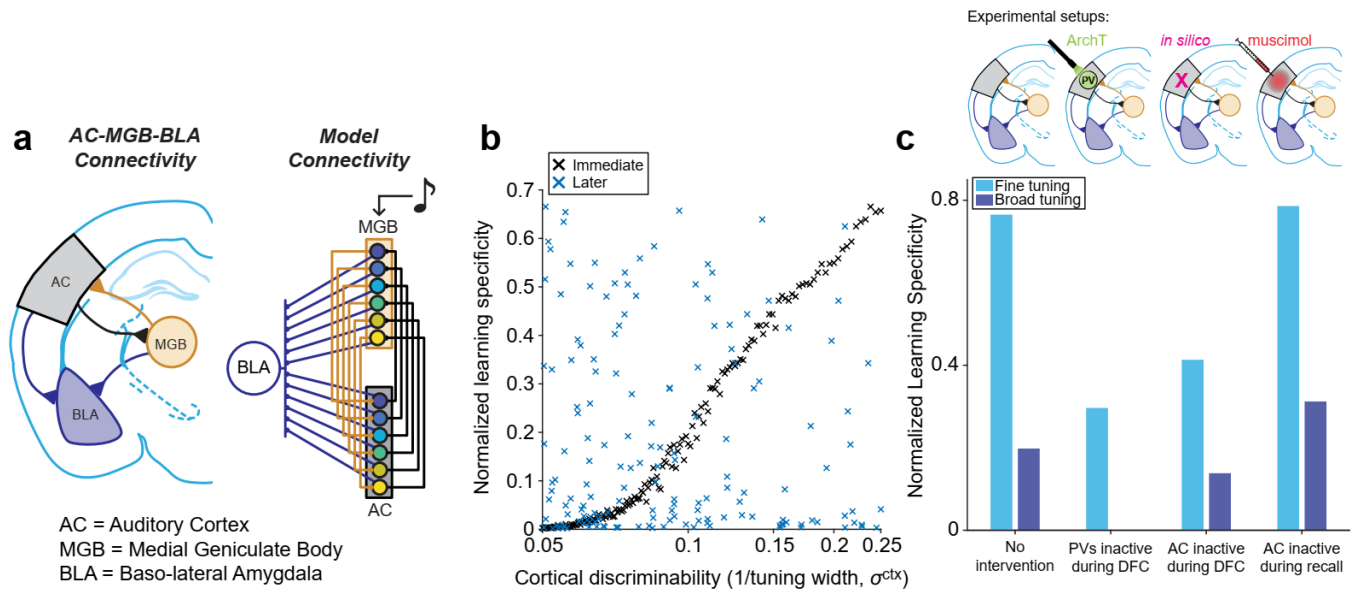 Experimental setups:
ArchT
in silico
muscimol
PV
X
a
AC-MGB-BLA
Connectivity
Model
Connectivity
MGB
AC
MGB
BLA
BLA
AC
AC = Auditory Cortex
MGB = Medial Geniculate Body
BLA = Baso-lateral Amygdala
b
Immediate
Later
Normalized learning specificity
0.7
0.6
0.5
0.4
0.3
0.2
0.1
0
0.05
0.1
0.15
0.2
0.25
Cortical discriminability (1/tuning width, σᶜᵗˣ)
c
Fine tuning
Broad tuning
Normalized Learning Specificity
0.8
0.4
0
No
intervention
PVs inactive
during DFC
AC inactive
during DFC
AC inactive
during recall